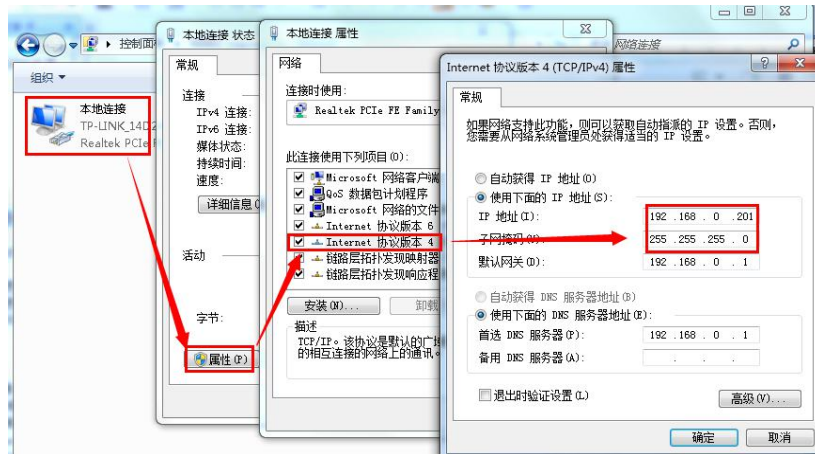 控制面
网络连接
组织
本地连接
TP-LINK_14D2
Realtek PCIe F
本地连接 状态
常规
连接
IPv4 连接:
IPv6 连接:
媒体状态:
持续时间:
速度:
详细信息(
活动
字节:
属性(P)
本地连接 属性
网络
连接时使用:
Realtek PCIe FE Family
此连接使用下列项目(O):
Microsoft 网络客户端
QoS 数据包计划程序
Microsoft 网络的文件
Internet 协议版本 6
Internet 协议版本 4
链路层拓扑发现映射器
链路层拓扑发现响应程
安装(N)...
卸载
描述
TCP/IP。该协议是默认的广域
的相互连接的网络上的通讯。
Internet 协议版本 4 (TCP/IPv4) 属性
常规
如果网络支持此功能，则可以获取自动指派的 IP 设置。否则，
您需要从网络系统管理员处获得适当的 IP 设置。
自动获得 IP 地址(O)
使用下面的 IP 地址(S):
IP 地址(I): 192 .168 . 0 .201
子网掩码(U): 255 .255 .255 . 0
默认网关(D): 192 .168 . 0 . 1
自动获得 DNS 服务器地址(B)
使用下面的 DNS 服务器地址(E):
首选 DNS 服务器(P): 192 .168 . 0 . 1
备用 DNS 服务器(A): . . .
退出时验证设置(L)
高级(V)...
确定
取消